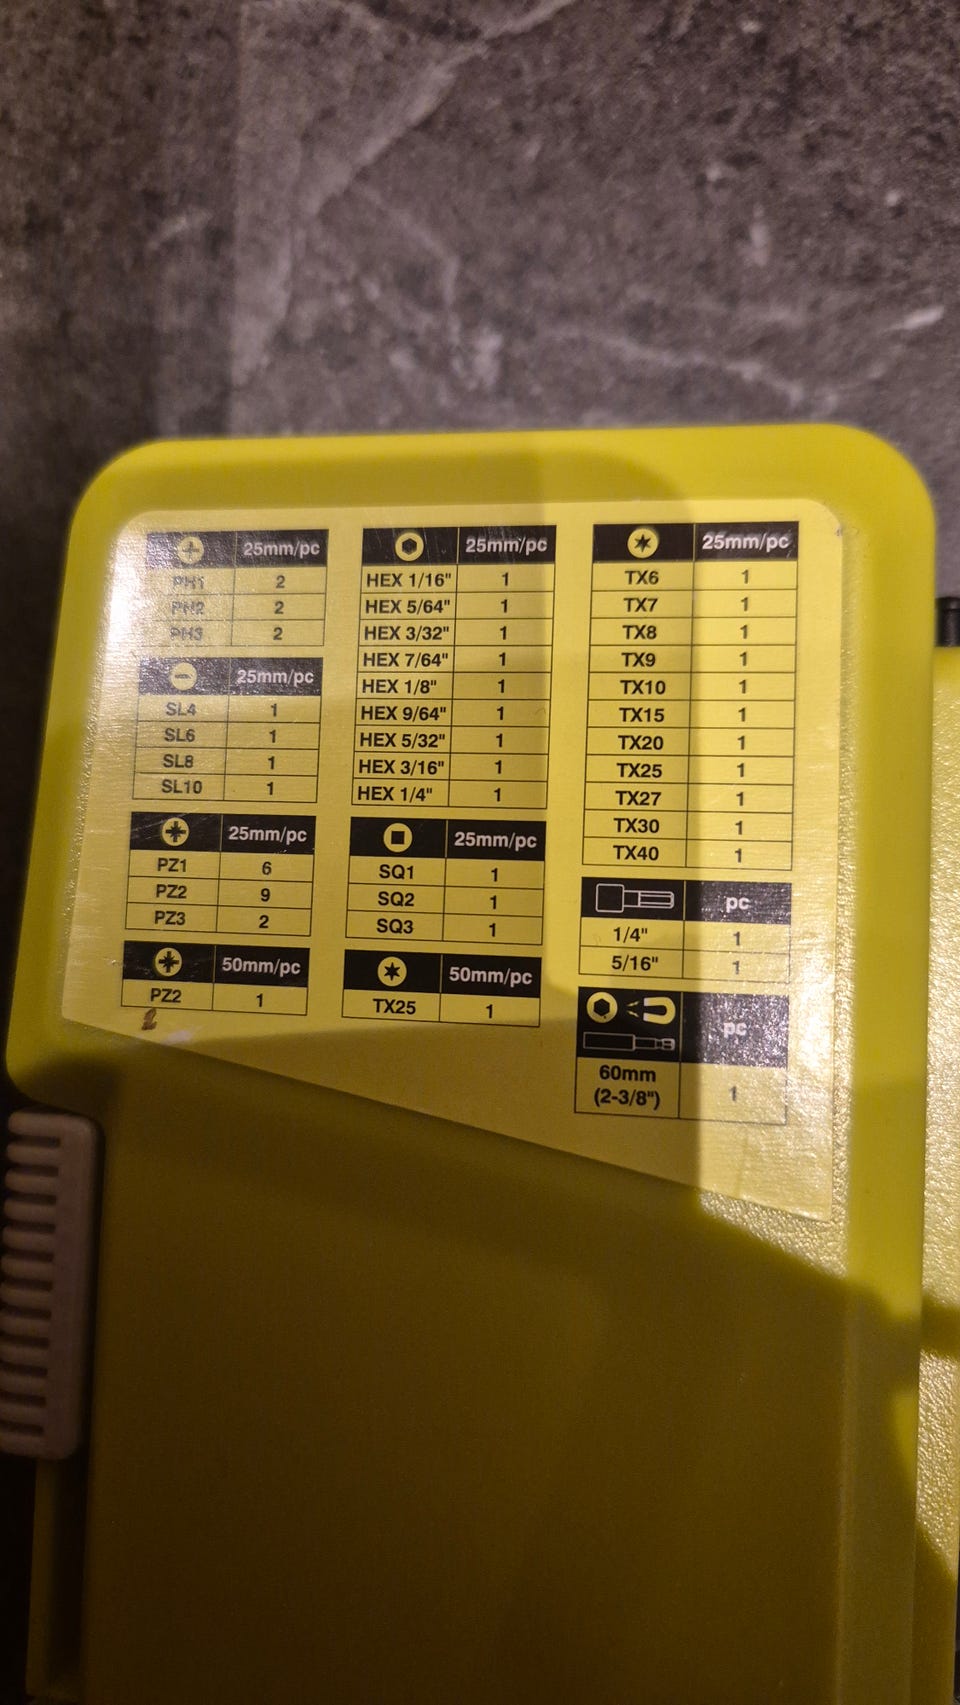 25mm/pc
PH1 2
PH2 2
PH3 2
25mm/pc
SL4 1
SL6 1
SL8 1
SL10 1
25mm/pc
PZ1 6
PZ2 9
PZ3 2
50mm/pc
PZ2 1
25mm/pc
HEX 1/16" 1
HEX 5/64" 1
HEX 3/32" 1
HEX 7/64" 1
HEX 1/8" 1
HEX 9/64" 1
HEX 5/32" 1
HEX 3/16" 1
HEX 1/4" 1
25mm/pc
SQ1 1
SQ2 1
SQ3 1
50mm/pc
TX25 1
25mm/pc
TX6 1
TX7 1
TX8 1
TX9 1
TX10 1
TX15 1
TX20 1
TX25 1
TX27 1
TX30 1
TX40 1
pc
1/4" 1
5/16" 1
pc
60mm
(2-3/8") 1